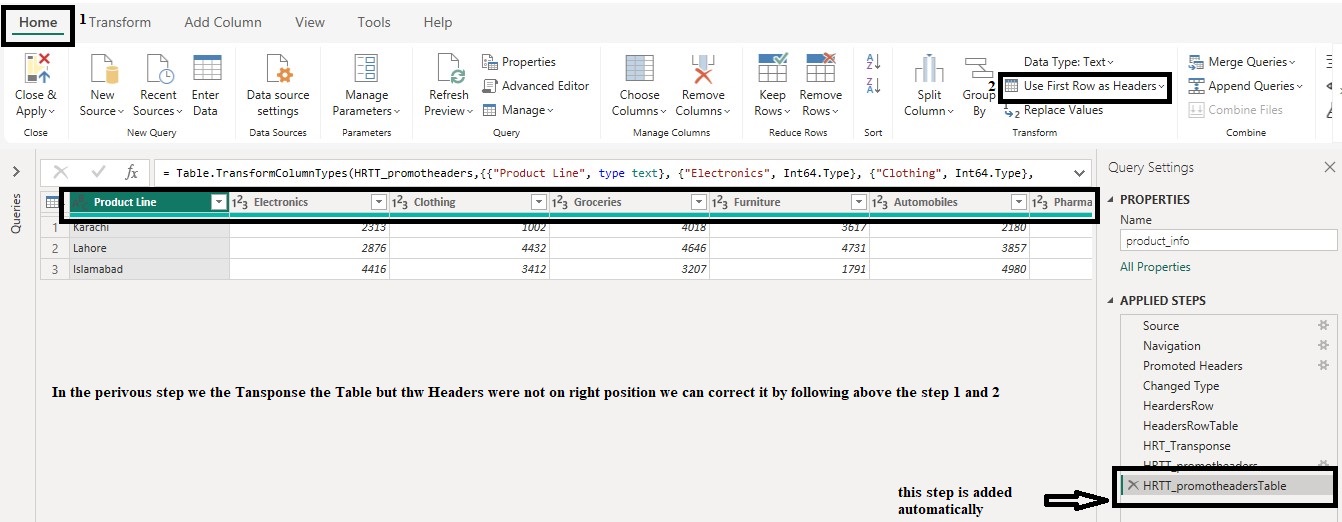 Home 1 Transform Add Column View Tools Help
Close & Apply
New Source
Recent Sources
Enter Data
Data source settings
Manage Parameters
Refresh Preview
Properties
Advanced Editor
Manage
Choose Columns
Remove Columns
Keep Rows
Remove Rows
Split Column
Group By
Data Type: Text
2 Use First Row as Headers
Replace Values
Merge Queries
Append Queries
Combine Files
Close New Query Data Sources Parameters Query Manage Columns Reduce Rows Sort Transform Combine
Queries
fx = Table.TransformColumnTypes(HRTT_promotheaders,{{"Product Line", type text}, {"Electronics", Int64.Type}, {"Clothing", Int64.Type},
Product Line 123 Electronics 123 Clothing 123 Groceries 123 Furniture 123 Automobiles 123 Pharma
1 Karachi 2313 1002 4018 3617 2180
2 Lahore 2876 4432 4646 4731 3857
3 Islamabad 4416 3412 3207 1791 4980
In the perivous step we the Tansponse the Table but thw Headers were not on right position we can correct it by following above the step 1 and 2
this step is added
automatically
Query Settings
PROPERTIES
Name
product_info
All Properties
APPLIED STEPS
Source
Navigation
Promoted Headers
Changed Type
HeardersRow
HeadersRowTable
HRT_Transponse
HRTT_promotheaders
HRTT_promotheadersTable